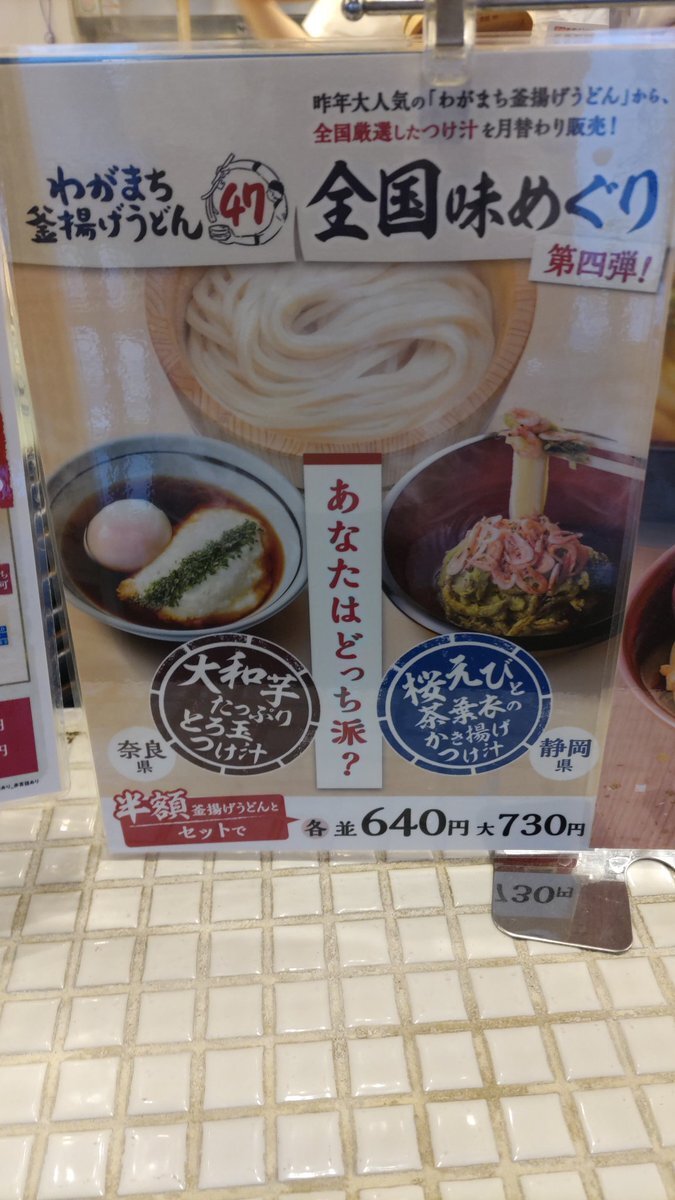 昨年大人気の「わがまち釜揚げうどん」から、
全国厳選したつけ汁を月替わり販売！
わがまち
釜揚げうどん
47
全国味めぐり
第四弾！
あなたはどっち派？
大和芋
たっぷり
とろ玉
つけ汁
奈良
県
桜えびと
茶葉衣の
かき揚げ
つけ汁
静岡
県
半額釜揚げうどんと
セットで
各 並640円 大730円
730円